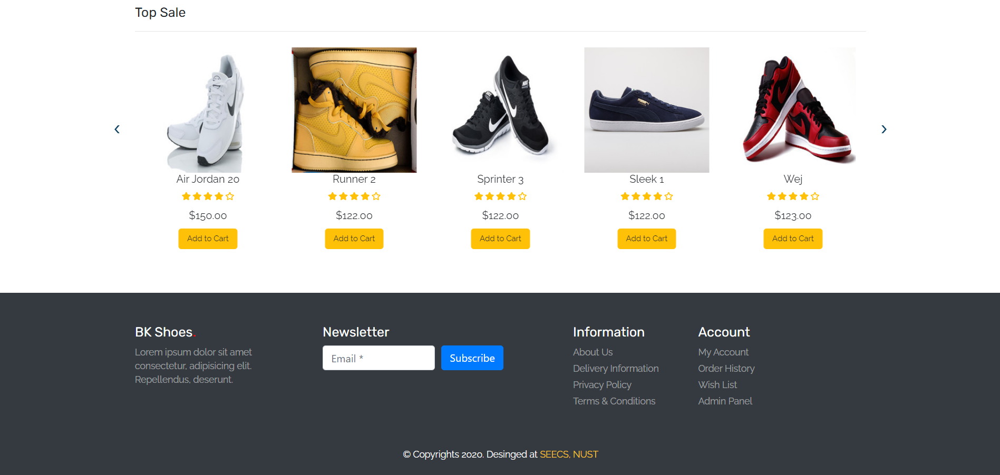 Top Sale
‹
›
NIKE
NIKE
PUMA
Air Jordan 20
Runner 2
Sprinter 3
Sleek 1
Wej
$150.00
$122.00
$122.00
$122.00
$123.00
Add to Cart
Add to Cart
Add to Cart
Add to Cart
Add to Cart
BK Shoes.
Lorem ipsum dolor sit amet
consectetur, adipisicing elit.
Repellendus, deserunt.
Newsletter
Email *
Subscribe
Information
About Us
Delivery Information
Privacy Policy
Terms & Conditions
Account
My Account
Order History
Wish List
Admin Panel
© Copyrights 2020. Desinged at SEECS, NUST